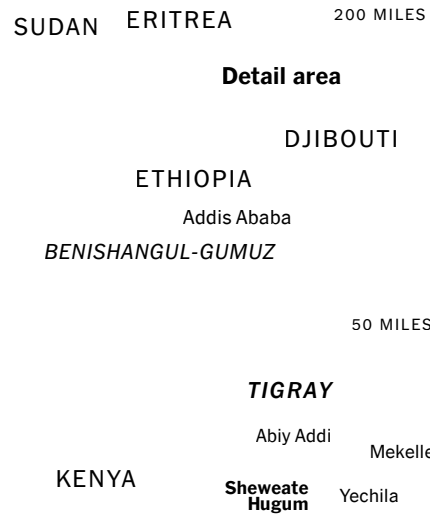 SUDAN
ERITREA
200 MILES
Detail area
DJIBOUTI
ETHIOPIA
Addis Ababa
BENISHANGUL-GUMUZ
50 MILES
TIGRAY
Abiy Addi
Mekelle
KENYA
Sheweate
Hugum
Yechila